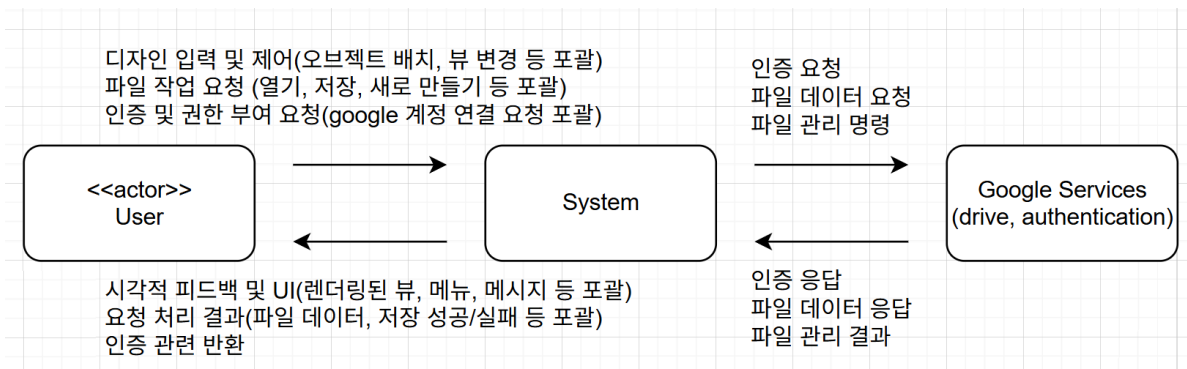 디자인 입력 및 제어(오브젝트 배치, 뷰 변경 등 포괄)
파일 작업 요청 (열기, 저장, 새로 만들기 등 포괄)
인증 및 권한 부여 요청(google 계정 연결 요청 포괄)
인증 요청
파일 데이터 요청
파일 관리 명령
<<actor>>
User
System
Google Services
(drive, authentication)
시각적 피드백 및 UI(렌더링된 뷰, 메뉴, 메시지 등 포괄)
요청 처리 결과(파일 데이터, 저장 성공/실패 등 포괄)
인증 관련 반환
인증 응답
파일 데이터 응답
파일 관리 결과